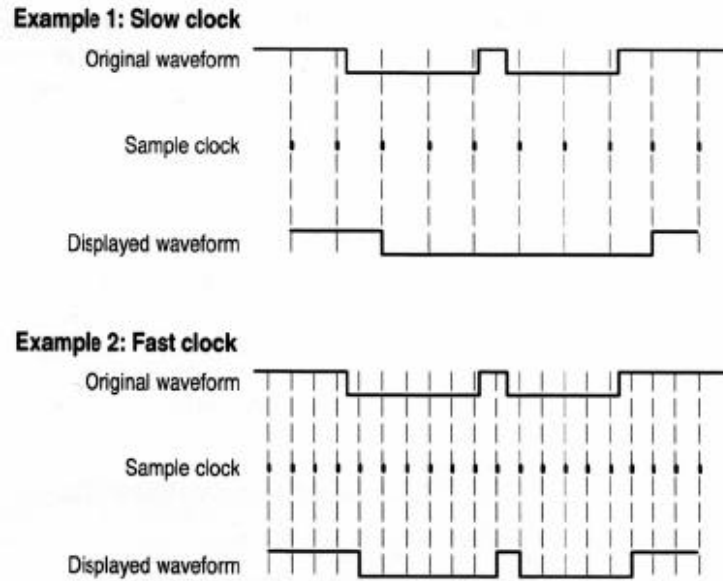 Example 1: Slow clock
Original waveform
Sample clock
Displayed waveform
Example 2: Fast clock
Original waveform
Sample clock
Displayed waveform